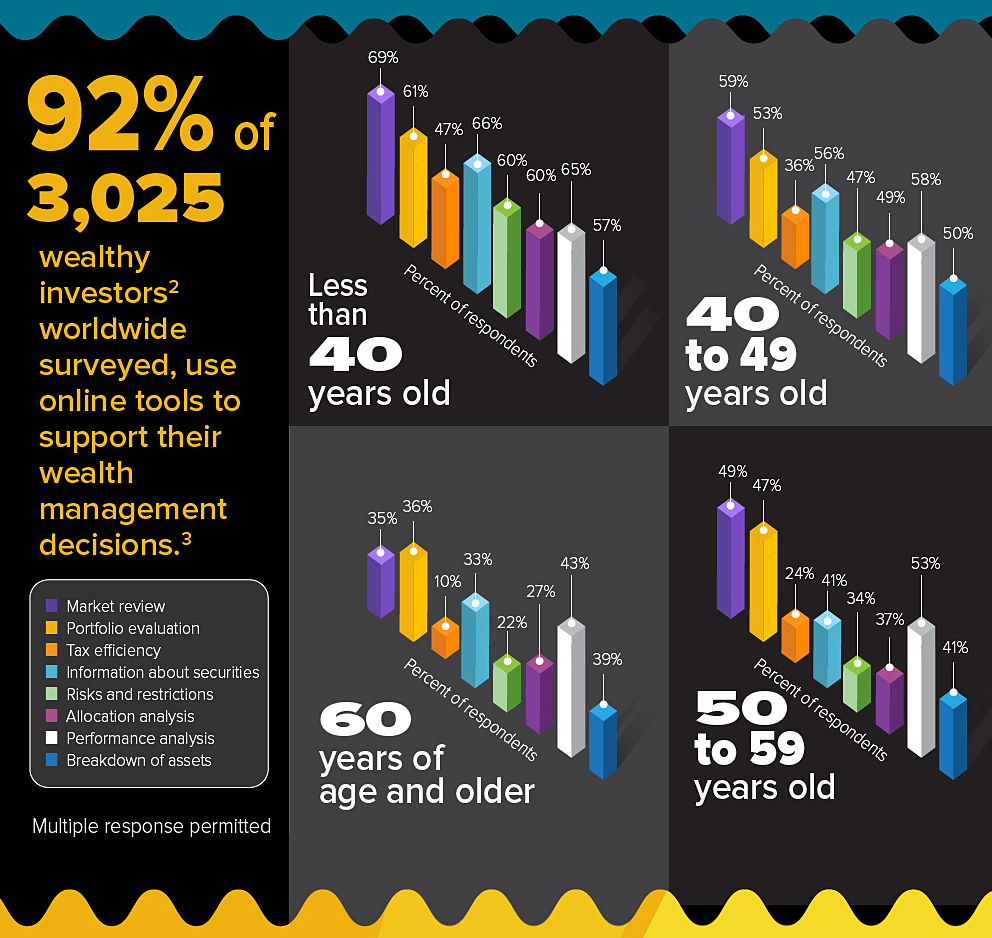 92% of
3,025
wealthy
investors²
worldwide
surveyed, use
online tools to
support their
wealth
management
decisions.³
Market review
Portfolio evaluation
Tax efficiency
Information about securities
Risks and restrictions
Allocation analysis
Performance analysis
Breakdown of assets
Multiple response permitted
69%
61%
47%
66%
60%
60%
65%
57%
Percent of respondents
Less
than
40
years old
59%
53%
36%
56%
47%
49%
58%
50%
Percent of respondents
40
to 49
years old
35%
36%
10%
33%
22%
27%
43%
39%
Percent of respondents
60
years of
age and older
49%
47%
24%
41%
34%
37%
53%
41%
Percent of respondents
50
to 59
years old